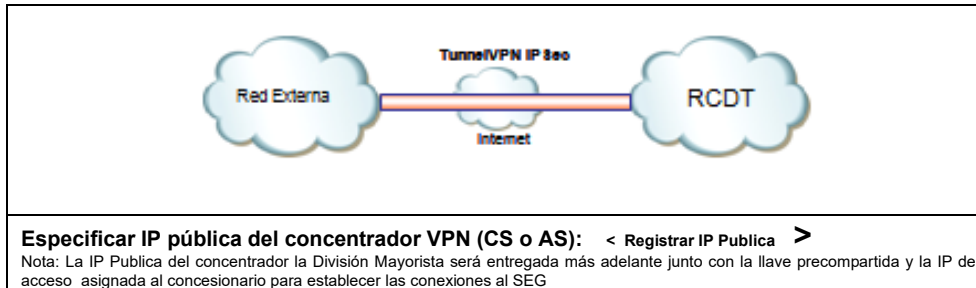 TunnelVPN IP Sec
Red Externa
RCDT
Internet
Especificar IP pública del concentrador VPN (CS o AS): < Registrar IP Publica >
Nota: La IP Publica del concentrador la División Mayorista será entregada más adelante junto con la llave precompartida y la IP de
acceso asignada al concesionario para establecer las conexiones al SEG